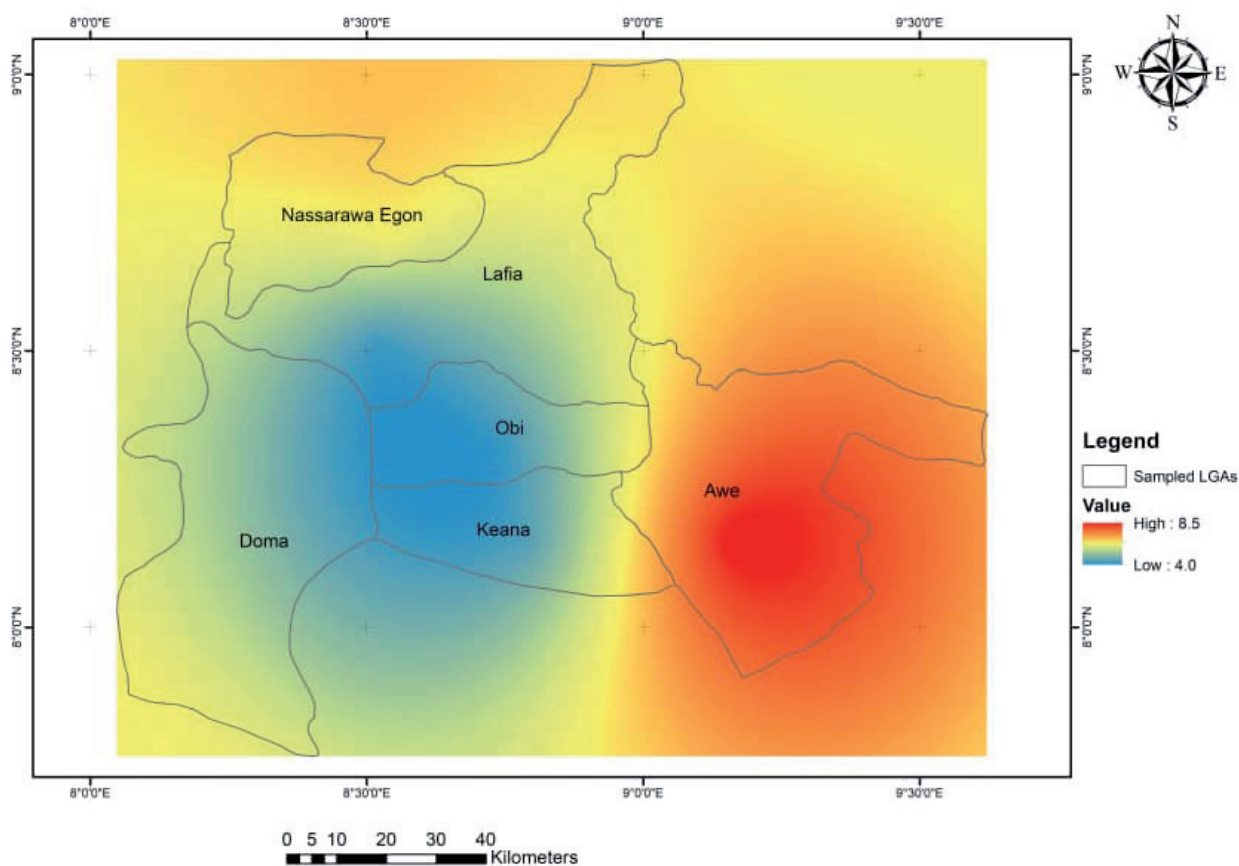 8°0'0"E 8°30'0"E 9°0'0"E 9°30'0"E
N
W E
S
9°0'0"N
9°0'0"N
Nassarawa Egon
Lafia
8°30'0"N
8°30'0"N
Obi
Legend
Sampled LGAs
Awe
Value
High : 8.5
Keana
Doma
Low : 4.0
8°0'0"N
8°0'0"N
8°0'0"E 8°30'0"E 9°0'0"E 9°30'0"E
0 5 10 20 30 40
Kilometers